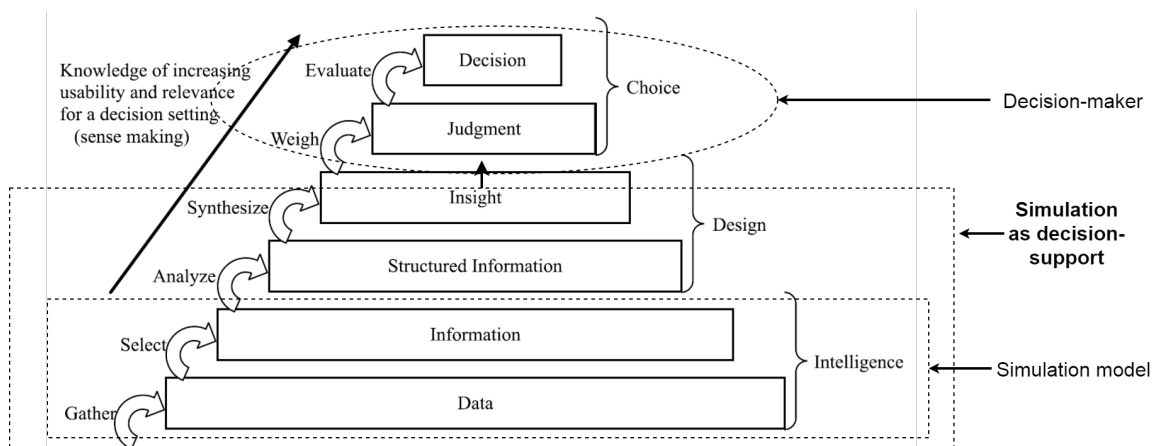 Knowledge of increasing
usability and relevance
for a decision setting
(sense making)
Evaluate
Decision
Choice
Decision-maker
Weigh
Judgment
Synthesize
Insight
Design
Simulation
as decision-
support
Analyze
Structured Information
Select
Information
Intelligence
Simulation model
Gather
Data